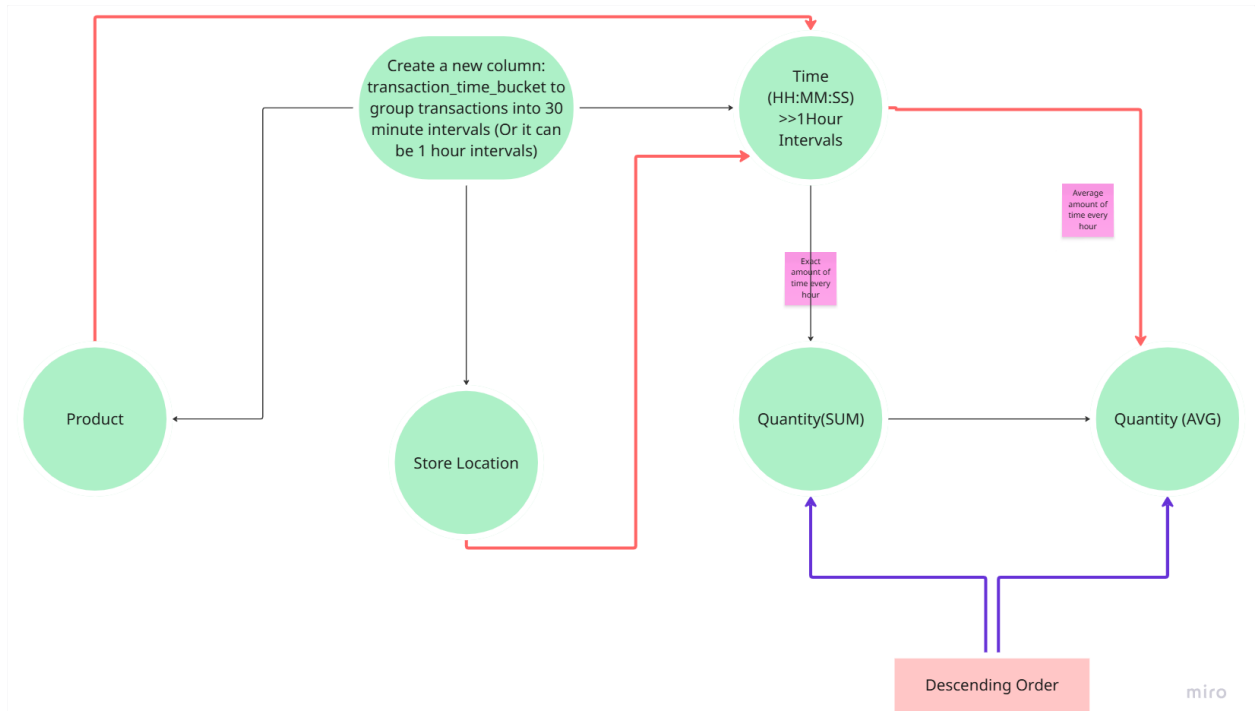 Create a new column:
transaction_time_bucket to
group transactions into 30
minute intervals (Or it can
be 1 hour intervals)
Time
(HH:MM:SS)
>>1Hour
Intervals
Average
amount of
time every
hour
Exact
amount of
time every
hour
Product
Store Location
Quantity(SUM)
Quantity (AVG)
Descending Order
miro